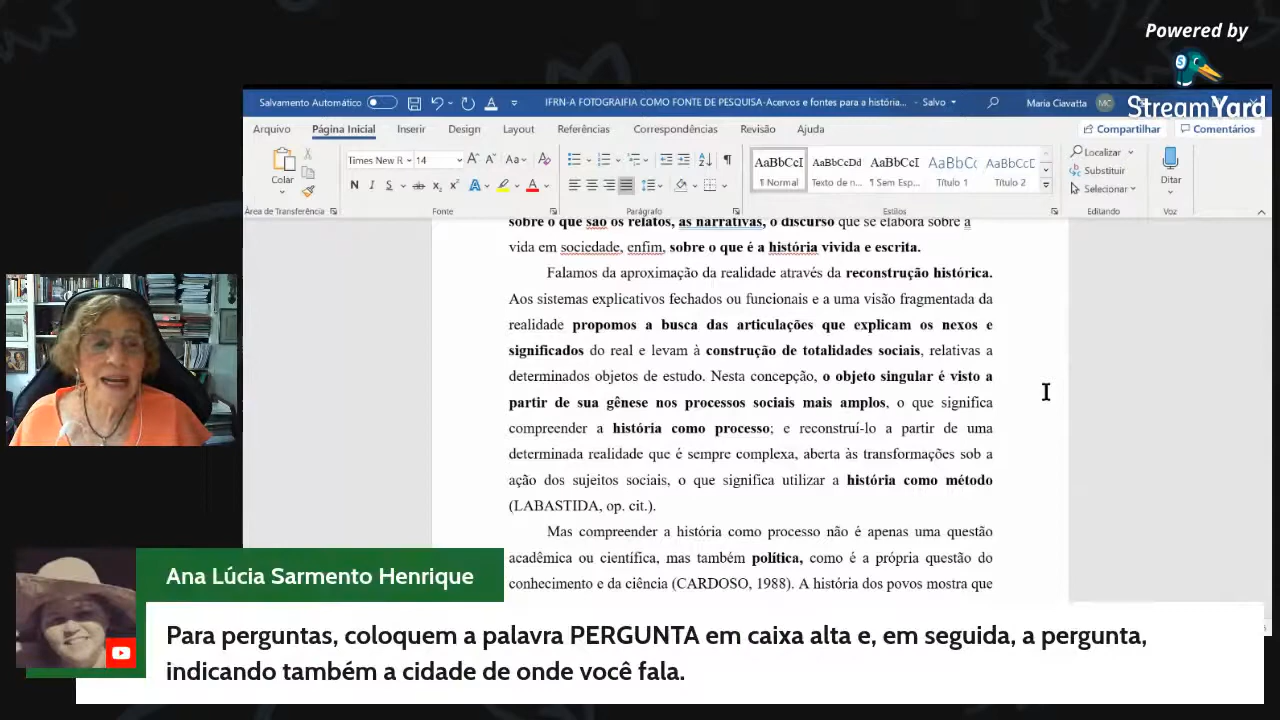 Powered by
StreamYard
Salvamento Automático
IFRN-A FOTOGRAIFIA COMO FONTE DE PESQUISA-Acervos e fontes para a história... - Salvo
Maria Ciavatta MC
Arquivo Página Inicial Inserir Design Layout Referências Correspondências Revisão Ajuda
Compartilhar Comentários
Colar
Times New R 14
AaBbCcI AaBbCcDd AaBbCcI AaBbCc AaBbCcD
¶ Normal Texto de n... ¶ Sem Esp... Título 1 Título 2
Localizar
Substituir
Selecionar
Ditar
Área de Transferência Fonte Parágrafo Estilos Editando Voz
sobre o que são os relatos, as narrativas, o discurso que se elabora sobre a
vida em sociedade, enfim, sobre o que é a história vivida e escrita.
Falamos da aproximação da realidade através da reconstrução histórica.
Aos sistemas explicativos fechados ou funcionais e a uma visão fragmentada da
realidade propomos a busca das articulações que explicam os nexos e
significados do real e levam à construção de totalidades sociais, relativas a
determinados objetos de estudo. Nesta concepção, o objeto singular é visto a
partir de sua gênese nos processos sociais mais amplos, o que significa
compreender a história como processo; e reconstruí-lo a partir de uma
determinada realidade que é sempre complexa, aberta às transformações sob a
ação dos sujeitos sociais, o que significa utilizar a história como método
(LABASTIDA, op. cit.).
Mas compreender a história como processo não é apenas uma questão
acadêmica ou científica, mas também política, como é a própria questão do
conhecimento e da ciência (CARDOSO, 1988). A história dos povos mostra que
Ana Lúcia Sarmento Henrique
Para perguntas, coloquem a palavra PERGUNTA em caixa alta e, em seguida, a pergunta,
indicando também a cidade de onde você fala.